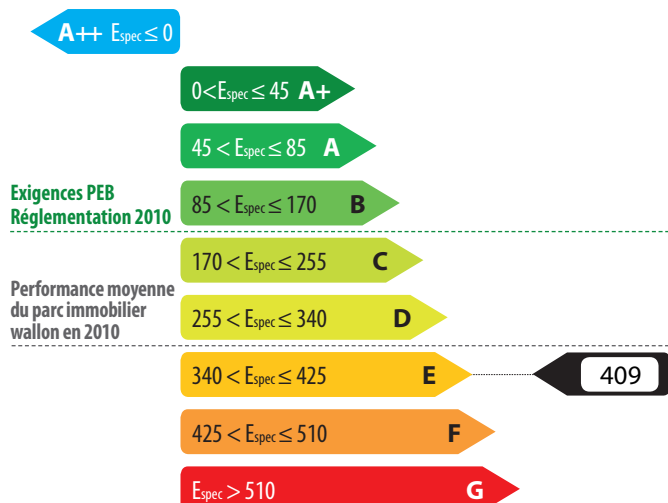 A++ Espec ≤ 0
0<Espec ≤ 45 A+
45 < Espec ≤ 85 A
Exigences PEB
Réglementation 2010
85 < Espec ≤ 170 B
170 < Espec ≤ 255 C
Performance moyenne
du parc immobilier
wallon en 2010
255 < Espec ≤ 340 D
340 < Espec ≤ 425 E
409
425 < Espec ≤ 510 F
Espec > 510 G